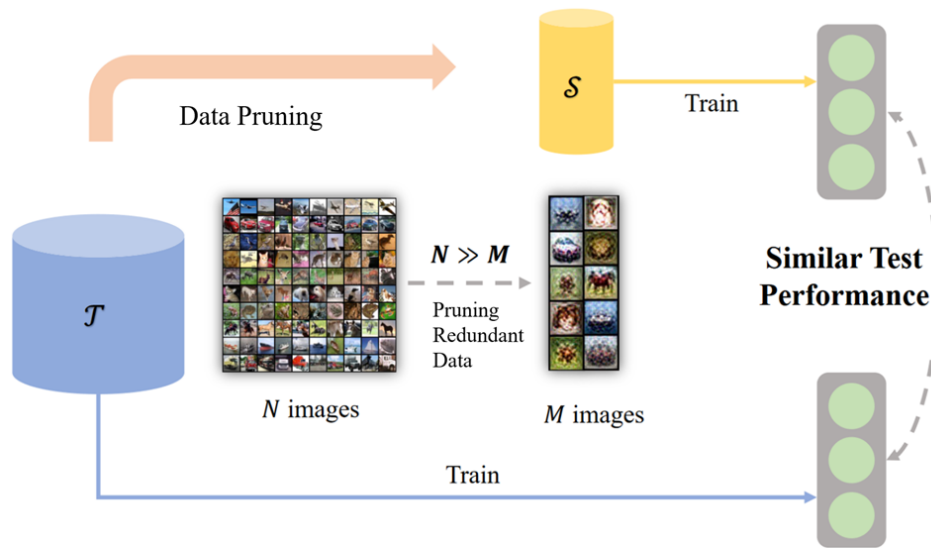 𝒮
Train
Data Pruning
𝒯
N ≫ M
Pruning
Redundant
Data
Similar Test
Performance
N images
M images
Train